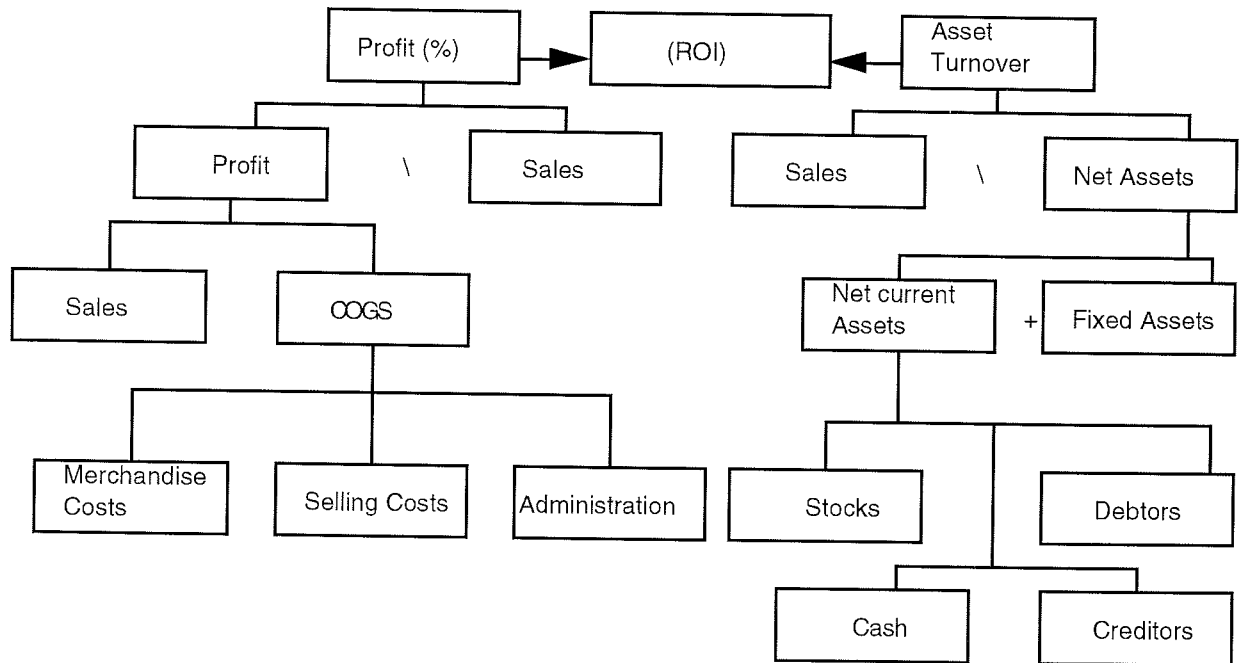 Profit (%)
(ROI)
Asset
Turnover
Profit
\
Sales
Sales
\
Net Assets
Sales
COGS
Net current
Assets
+
Fixed Assets
Merchandise
Costs
Selling Costs
Administration
Stocks
Debtors
Cash
Creditors